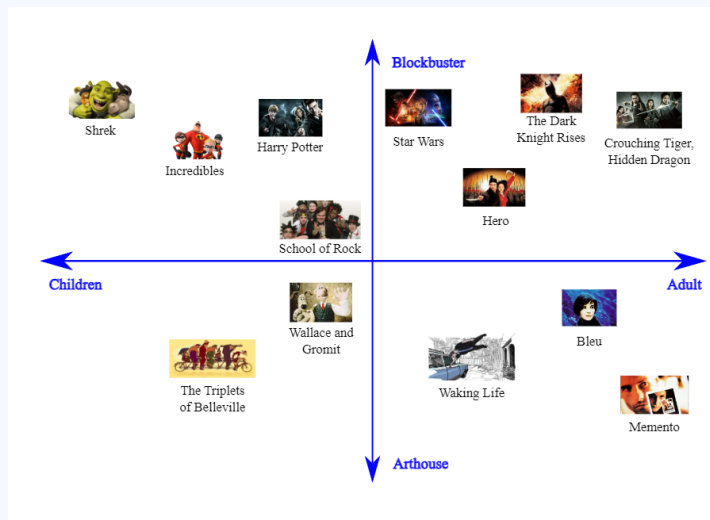 Blockbuster
Shrek
Incredibles
Harry Potter
Star Wars
The Dark
Knight Rises
Crouching Tiger,
Hidden Dragon
Hero
School of Rock
Children
Adult
Wallace and
Gromit
Bleu
The Triplets
of Belleville
Waking Life
Memento
Arthouse